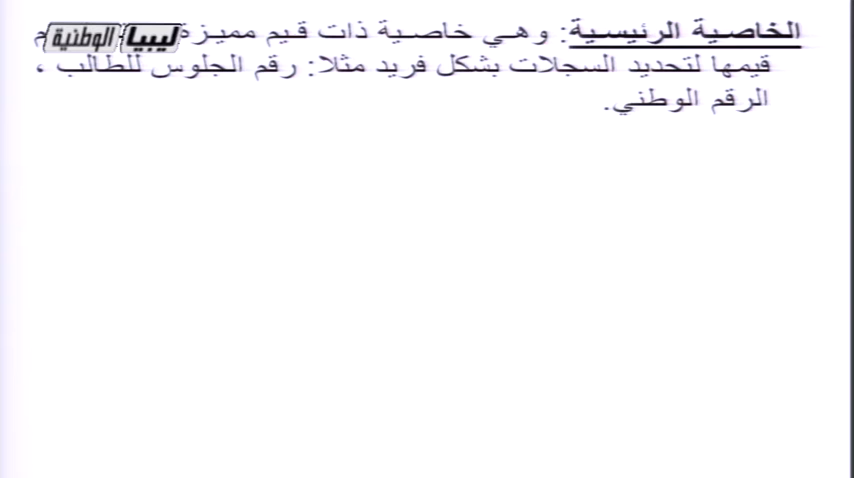 الخاصية الرئيسية: وهي خاصية ذات قيم مميزة
ليبيا الوطنية
قيمها لتحديد السجلات بشكل فريد مثلا: رقم الجلوس للطالب ،
الرقم الوطني.